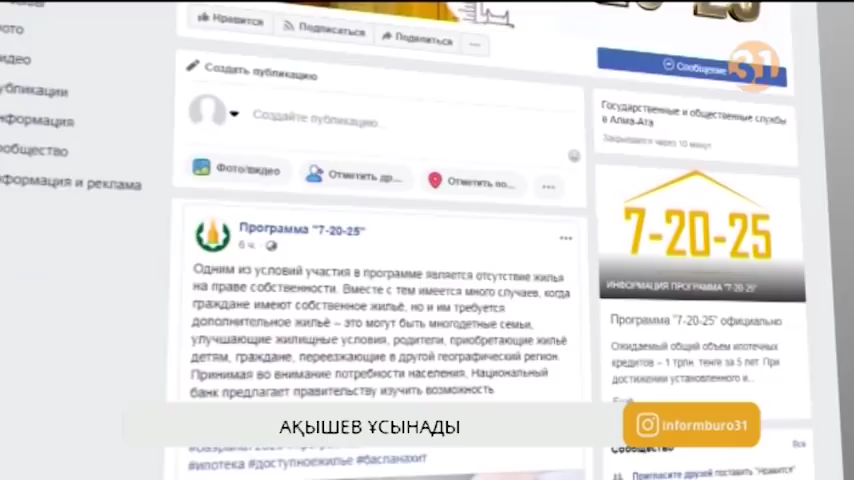 Нравится
Подписаться
Поделиться
...
Сообщение
31
ото
идео
убликации
нформация
ообщество
нформация и реклама
Создать публикацию
Создайте публикацию...
Фото/видео
Отметить др...
Отметить по...
...
Государственные и общественные службы
в Алма-Ата
Закрывается через 10 минут
7-20-25
ИНФОРМАЦИЯ ПРОГРАММА "7-20-25"
Программа "7-20-25"
6 ч.
...
Одним из условий участия в программе является отсутствие жилья
на праве собственности. Вместе с тем имеется много случаев, когда
граждане имеют собственное жильё, но и им требуется
дополнительное жильё – это могут быть многодетные семьи,
улучшающие жилищные условия, родители, приобретающие жильё
детям, граждане, переезжающие в другой географический регион.
Принимая во внимание потребности населения, Национальный
банк предлагает правительству изучить возможность
#ипотека #доступноежилье #баспанахит
Программа "7-20-25" официально
Ожидаемый общий объем ипотечных
кредитов – 1 трлн. тенге за 5 лет. При
достижении установленного и...
Сообщество
Все
Пригласите друзей поставить "Нравится"
АҚЫШЕВ ҰСЫНАДЫ
informburo31